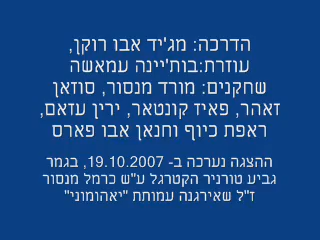 הדרכה: מג'יד אבו רוקן,
עוזרת:בות'יינה עמאשה
שחקנים: מורד מנסור, סוזאן
זאהר, פאיז קונטאר, ירין עזאם,
ראפת כיוף וחנאן אבו פארס
ההצגה נערכה ב- 19.10.2007, בגמר
גביע טורניר הקטרגל ע"ש כרמל מנסור
ז"ל שאירגנה עמותת "יאהומוני"